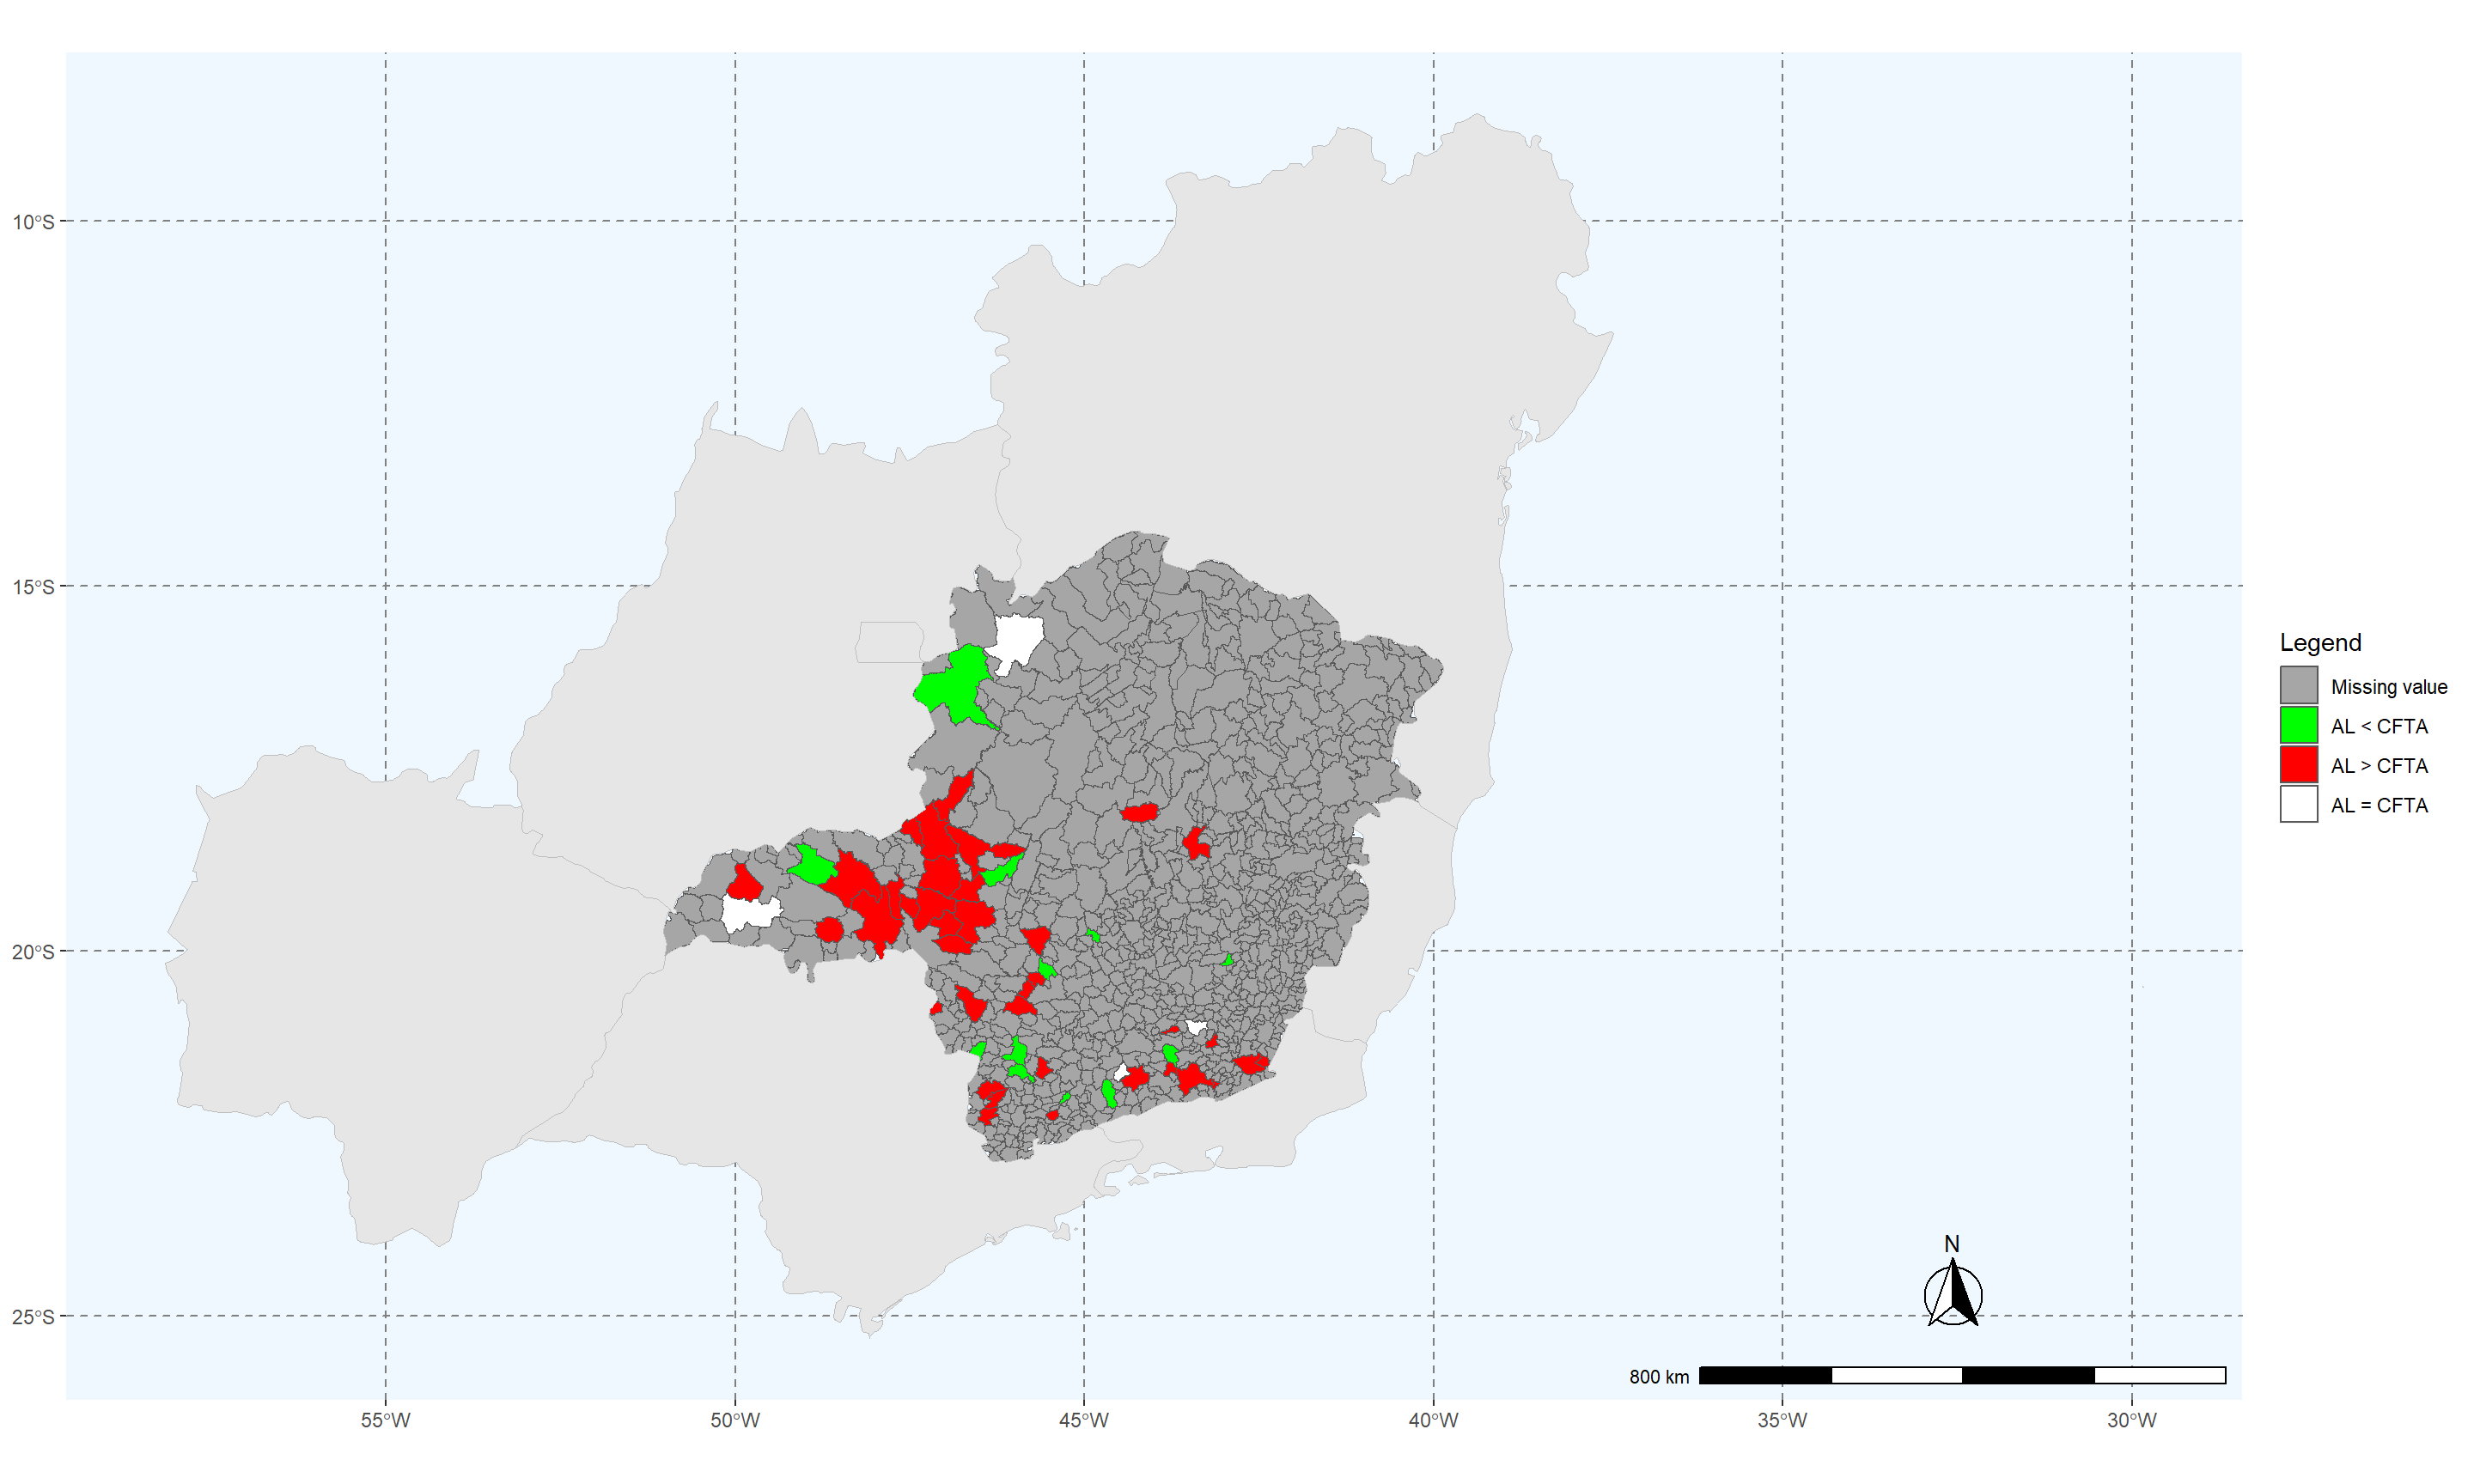 10°S
15°S
20°S
25°S
55°W
50°W
45°W
40°W
35°W
30°W
N
800 km
Legend
Missing value
AL < CFTA
AL > CFTA
AL = CFTA